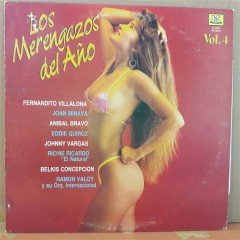 Los
Merengazos
del Año
Vol. 4
FERNANDITO VILLALONA
JOAN MINAYA
ANIBAL BRAVO
EDDIE QUIROZ
JOHNNY VARGAS
RICHIE RICARDO
"El Natural"
BELKIS CONCEPCION
RAMON VALOY
y su Orq. Internacional